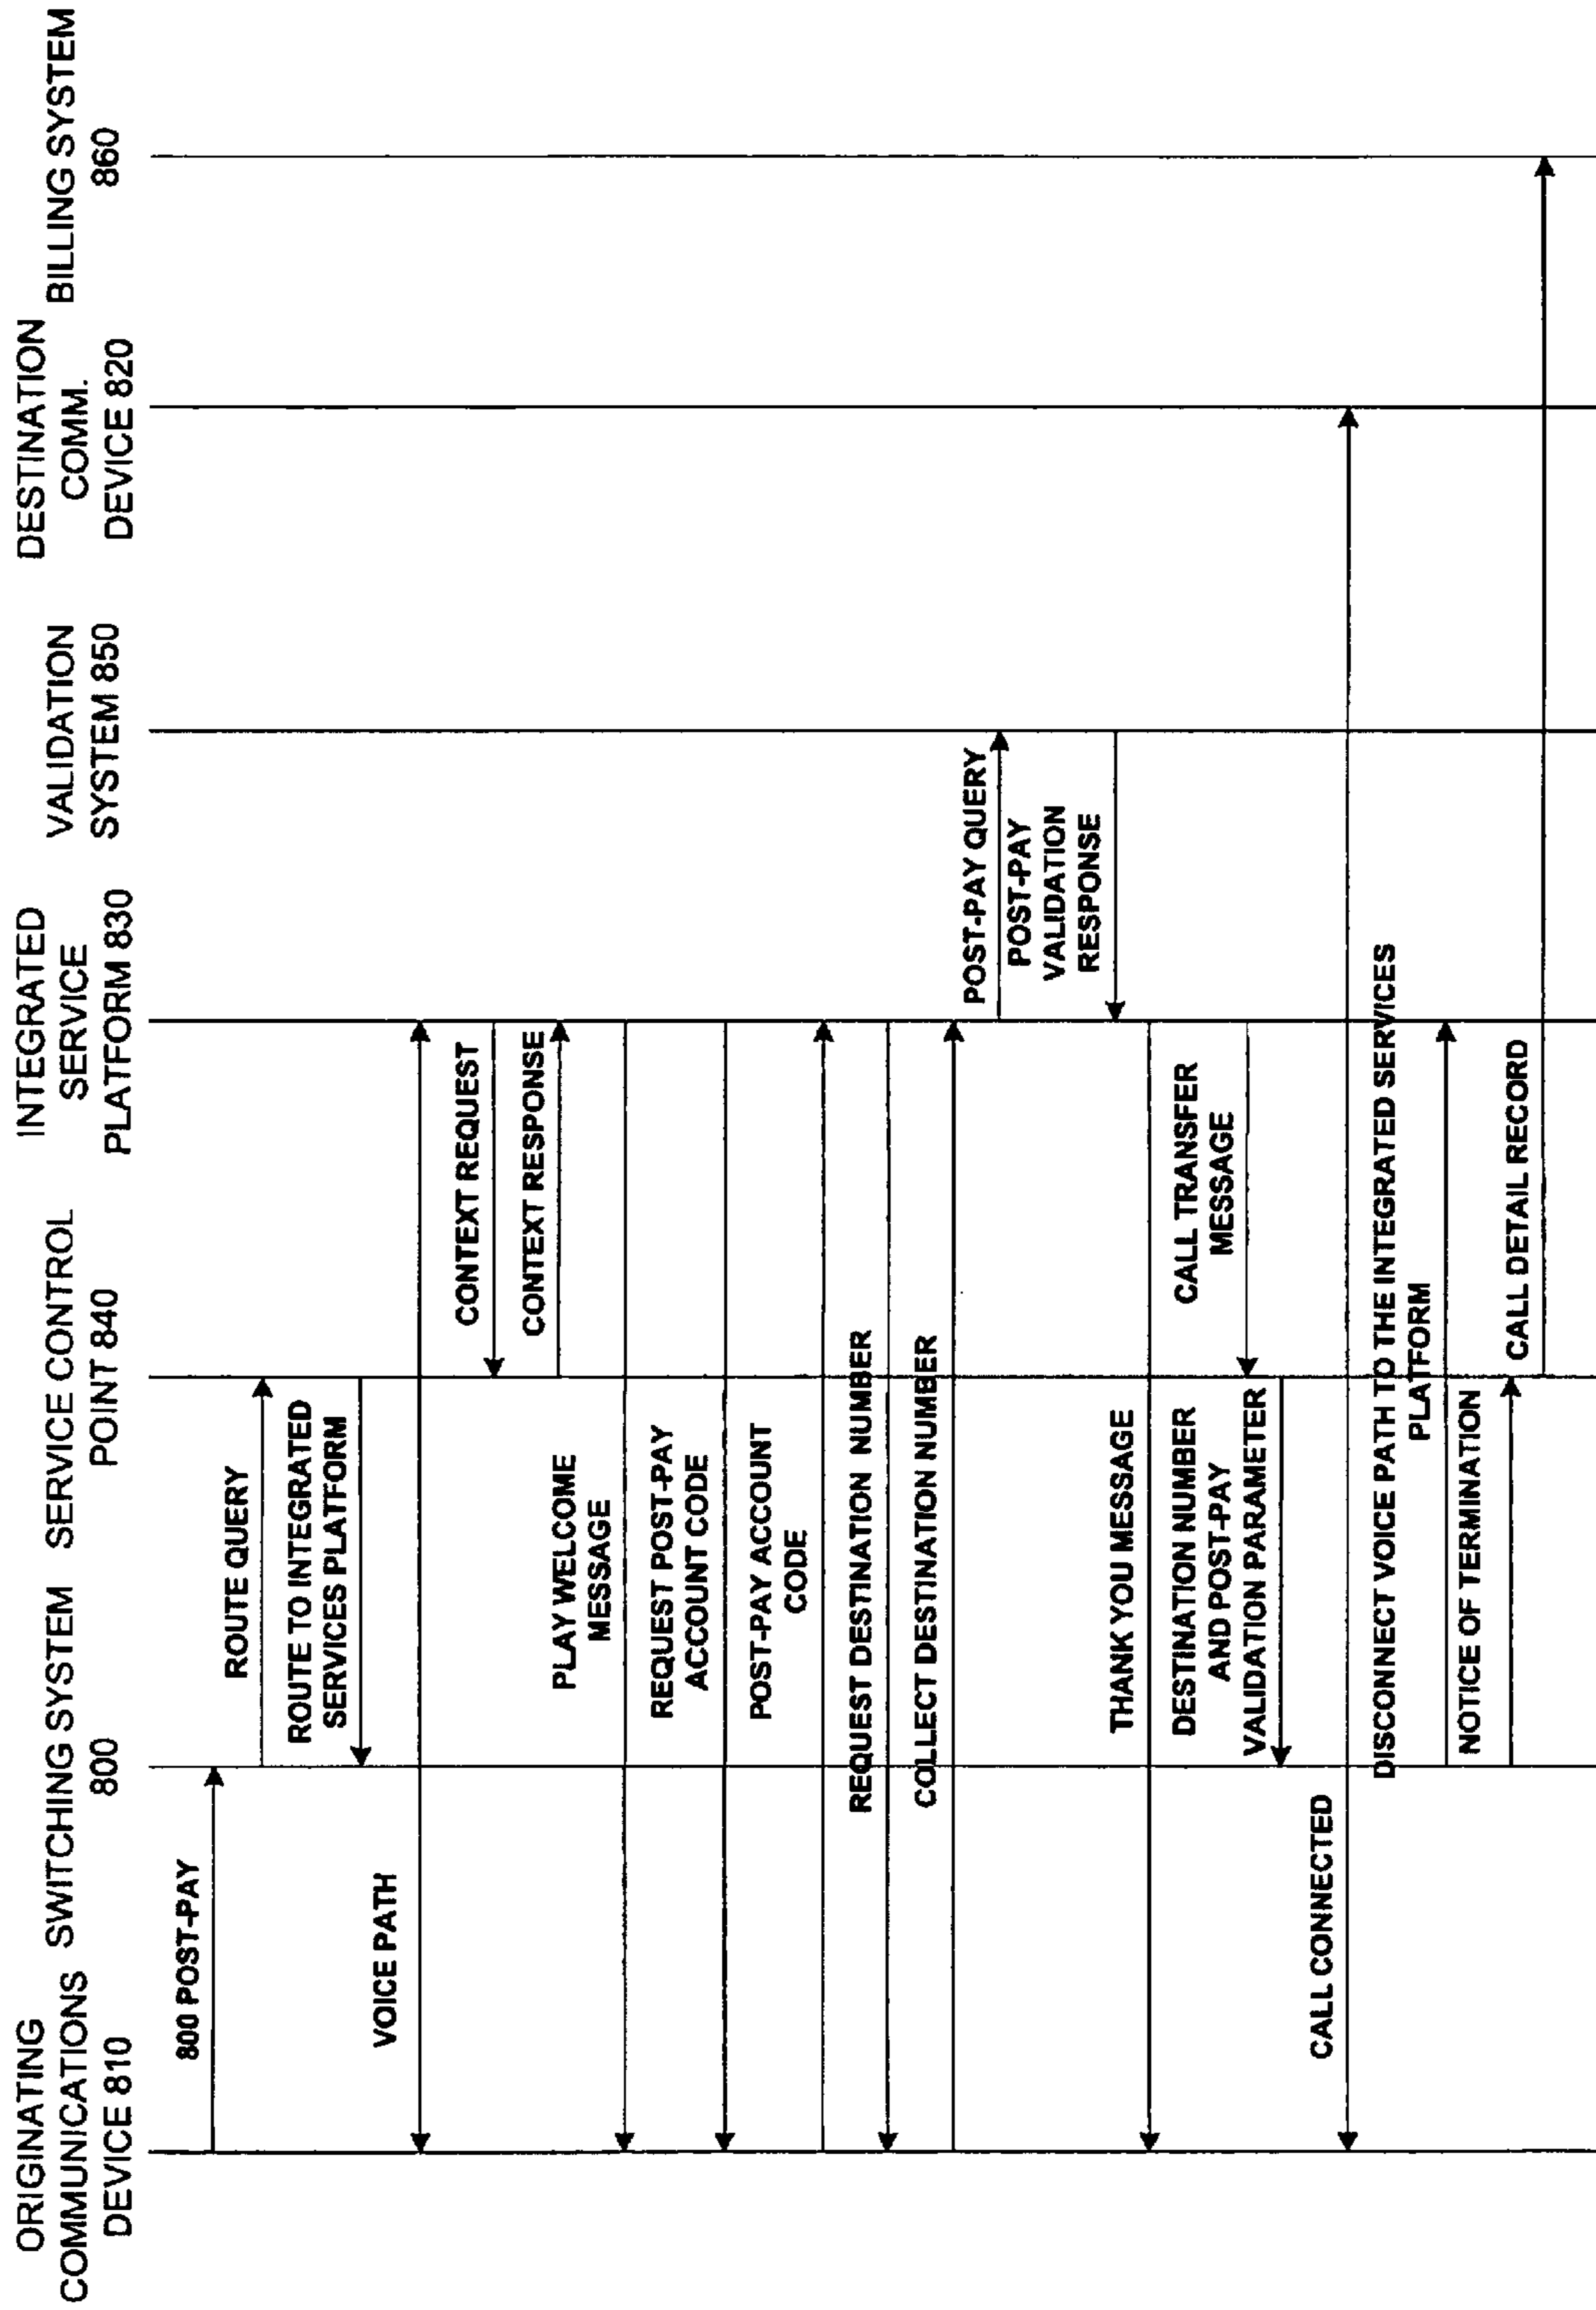 ORIGINATING
COMMUNICATIONS
DEVICE 810
SWITCHING SYSTEM
800
SERVICE CONTROL
POINT 840
INTEGRATED
SERVICE
PLATFORM 830
VALIDATION
SYSTEM 850
DESTINATION
COMM.
DEVICE 820
BILLING SYSTEM
860
800 POST-PAY
ROUTE QUERY
ROUTE TO INTEGRATED
SERVICES PLATFORM
VOICE PATH
CONTEXT REQUEST
CONTEXT RESPONSE
PLAY WELCOME
MESSAGE
REQUEST POST-PAY
ACCOUNT CODE
POST-PAY ACCOUNT
CODE
REQUEST DESTINATION NUMBER
COLLECT DESTINATION NUMBER
POST-PAY QUERY
POST-PAY
VALIDATION
RESPONSE
THANK YOU MESSAGE
CALL TRANSFER
MESSAGE
DESTINATION NUMBER
AND POST-PAY
VALIDATION PARAMETER
CALL CONNECTED
DISCONNECT VOICE PATH TO THE INTEGRATED SERVICES
PLATFORM
NOTICE OF TERMINATION
CALL DETAIL RECORD